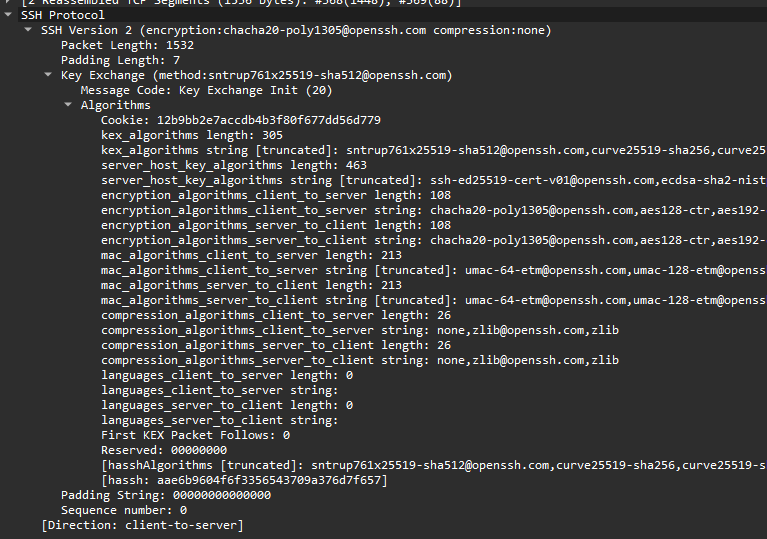 [2 Reassembled TCP Segments (1536 bytes): #568(1448), #569(88)]
SSH Protocol
SSH Version 2 (encryption:chacha20-poly1305@openssh.com compression:none)
Packet Length: 1532
Padding Length: 7
Key Exchange (method:sntrup761x25519-sha512@openssh.com)
Message Code: Key Exchange Init (20)
Algorithms
Cookie: 12b9bb2e7accdb4b3f80f677dd56d779
kex_algorithms length: 305
kex_algorithms string [truncated]: sntrup761x25519-sha512@openssh.com,curve25519-sha256,curve25
server_host_key_algorithms length: 463
server_host_key_algorithms string [truncated]: ssh-ed25519-cert-v01@openssh.com,ecdsa-sha2-nist
encryption_algorithms_client_to_server length: 108
encryption_algorithms_client_to_server string: chacha20-poly1305@openssh.com,aes128-ctr,aes192-
encryption_algorithms_server_to_client length: 108
encryption_algorithms_server_to_client string: chacha20-poly1305@openssh.com,aes128-ctr,aes192-
mac_algorithms_client_to_server length: 213
mac_algorithms_client_to_server string [truncated]: umac-64-etm@openssh.com,umac-128-etm@openss
mac_algorithms_server_to_client length: 213
mac_algorithms_server_to_client string [truncated]: umac-64-etm@openssh.com,umac-128-etm@openss
compression_algorithms_client_to_server length: 26
compression_algorithms_client_to_server string: none,zlib@openssh.com,zlib
compression_algorithms_server_to_client length: 26
compression_algorithms_server_to_client string: none,zlib@openssh.com,zlib
languages_client_to_server length: 0
languages_client_to_server string:
languages_server_to_client length: 0
languages_server_to_client string:
First KEX Packet Follows: 0
Reserved: 00000000
[hasshAlgorithms [truncated]: sntrup761x25519-sha512@openssh.com,curve25519-sha256,curve25519-s
[hassh: aae6b9604f6f3356543709a376d7f657]
Padding String: 00000000000000
Sequence number: 0
[Direction: client-to-server]